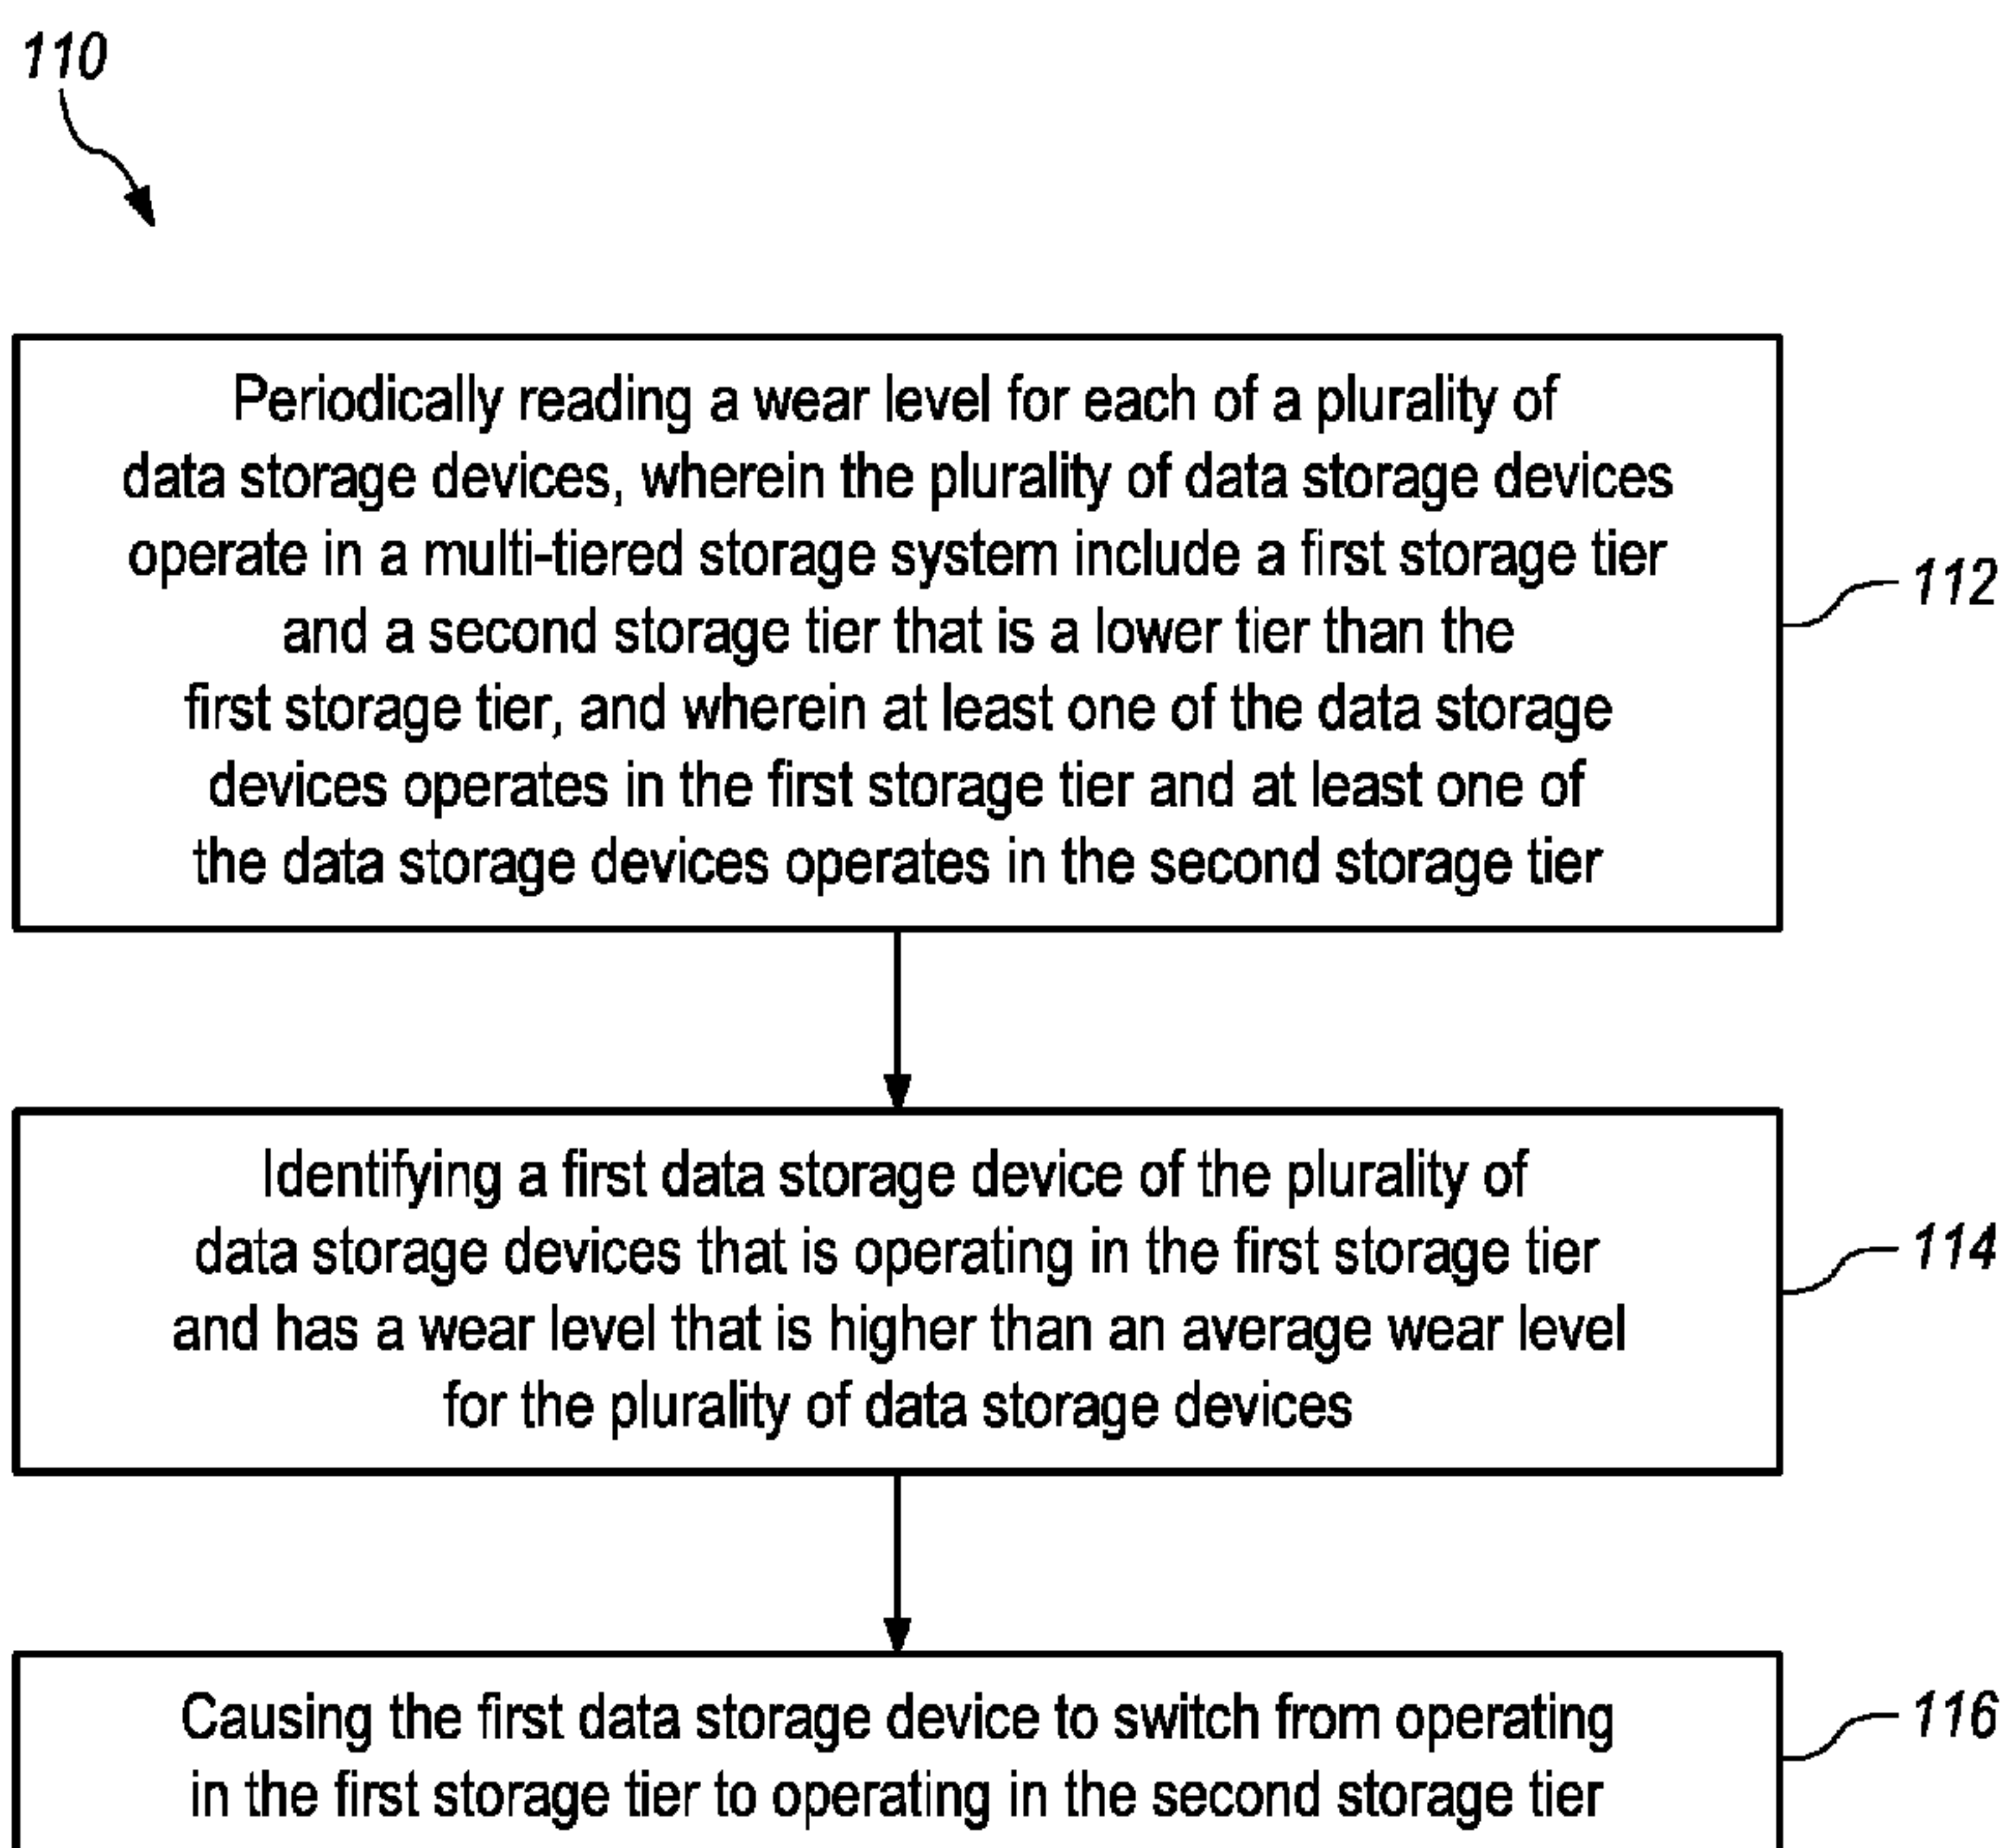 110
Periodically reading a wear level for each of a plurality of
data storage devices, wherein the plurality of data storage devices
operate in a multi-tiered storage system include a first storage tier
and a second storage tier that is a lower tier than the
first storage tier, and wherein at least one of the data storage
devices operates in the first storage tier and at least one of
the data storage devices operates in the second storage tier
112
Identifying a first data storage device of the plurality of
data storage devices that is operating in the first storage tier
and has a wear level that is higher than an average wear level
for the plurality of data storage devices
114
Causing the first data storage device to switch from operating
in the first storage tier to operating in the second storage tier
116